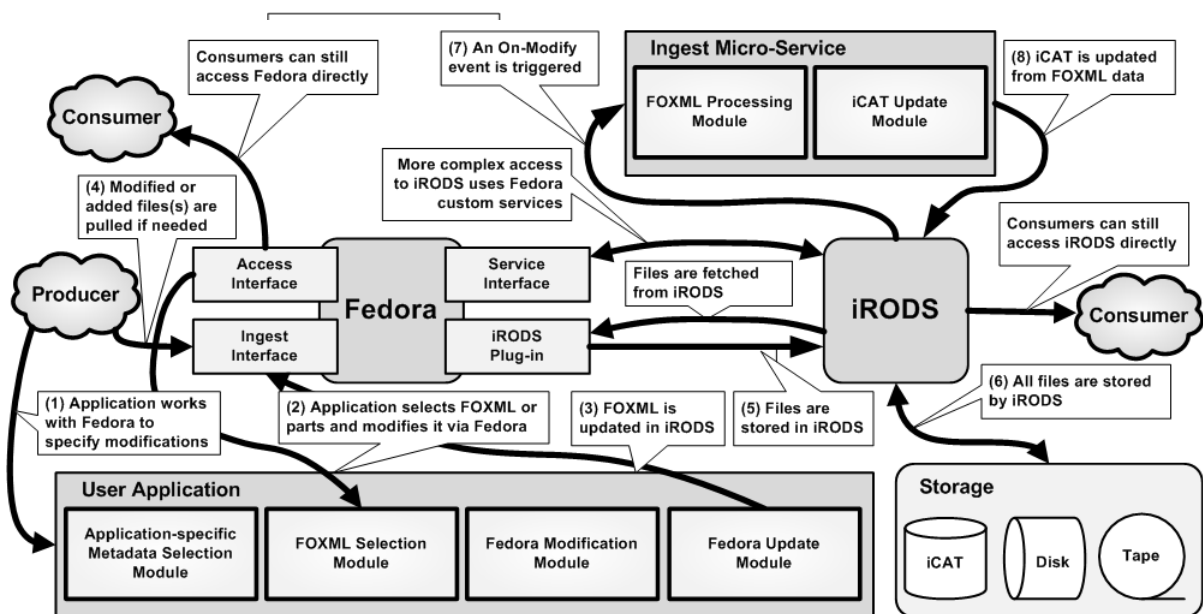 Consumers can still
access Fedora directly
(7) An On-Modify
event is triggered
Ingest Micro-Service
FOXML Processing
Module
iCAT Update
Module
(8) iCAT is updated
from FOXML data
Consumer
(4) Modified or
added files(s) are
pulled if needed
More complex access
to iRODS uses Fedora
custom services
Consumers can still
access iRODS directly
Producer
Access
Interface
Fedora
Service
Interface
Files are fetched
from iRODS
iRODS
Consumer
Ingest
Interface
iRODS
Plug-in
(1) Application works
with Fedora to
specify modifications
(2) Application selects FOXML or
parts and modifies it via Fedora
(3) FOXML is
updated in iRODS
(5) Files are
stored in iRODS
(6) All files are stored
by iRODS
User Application
Application-specific
Metadata Selection
Module
FOXML Selection
Module
Fedora Modification
Module
Fedora Update
Module
Storage
iCAT
Disk
Tape